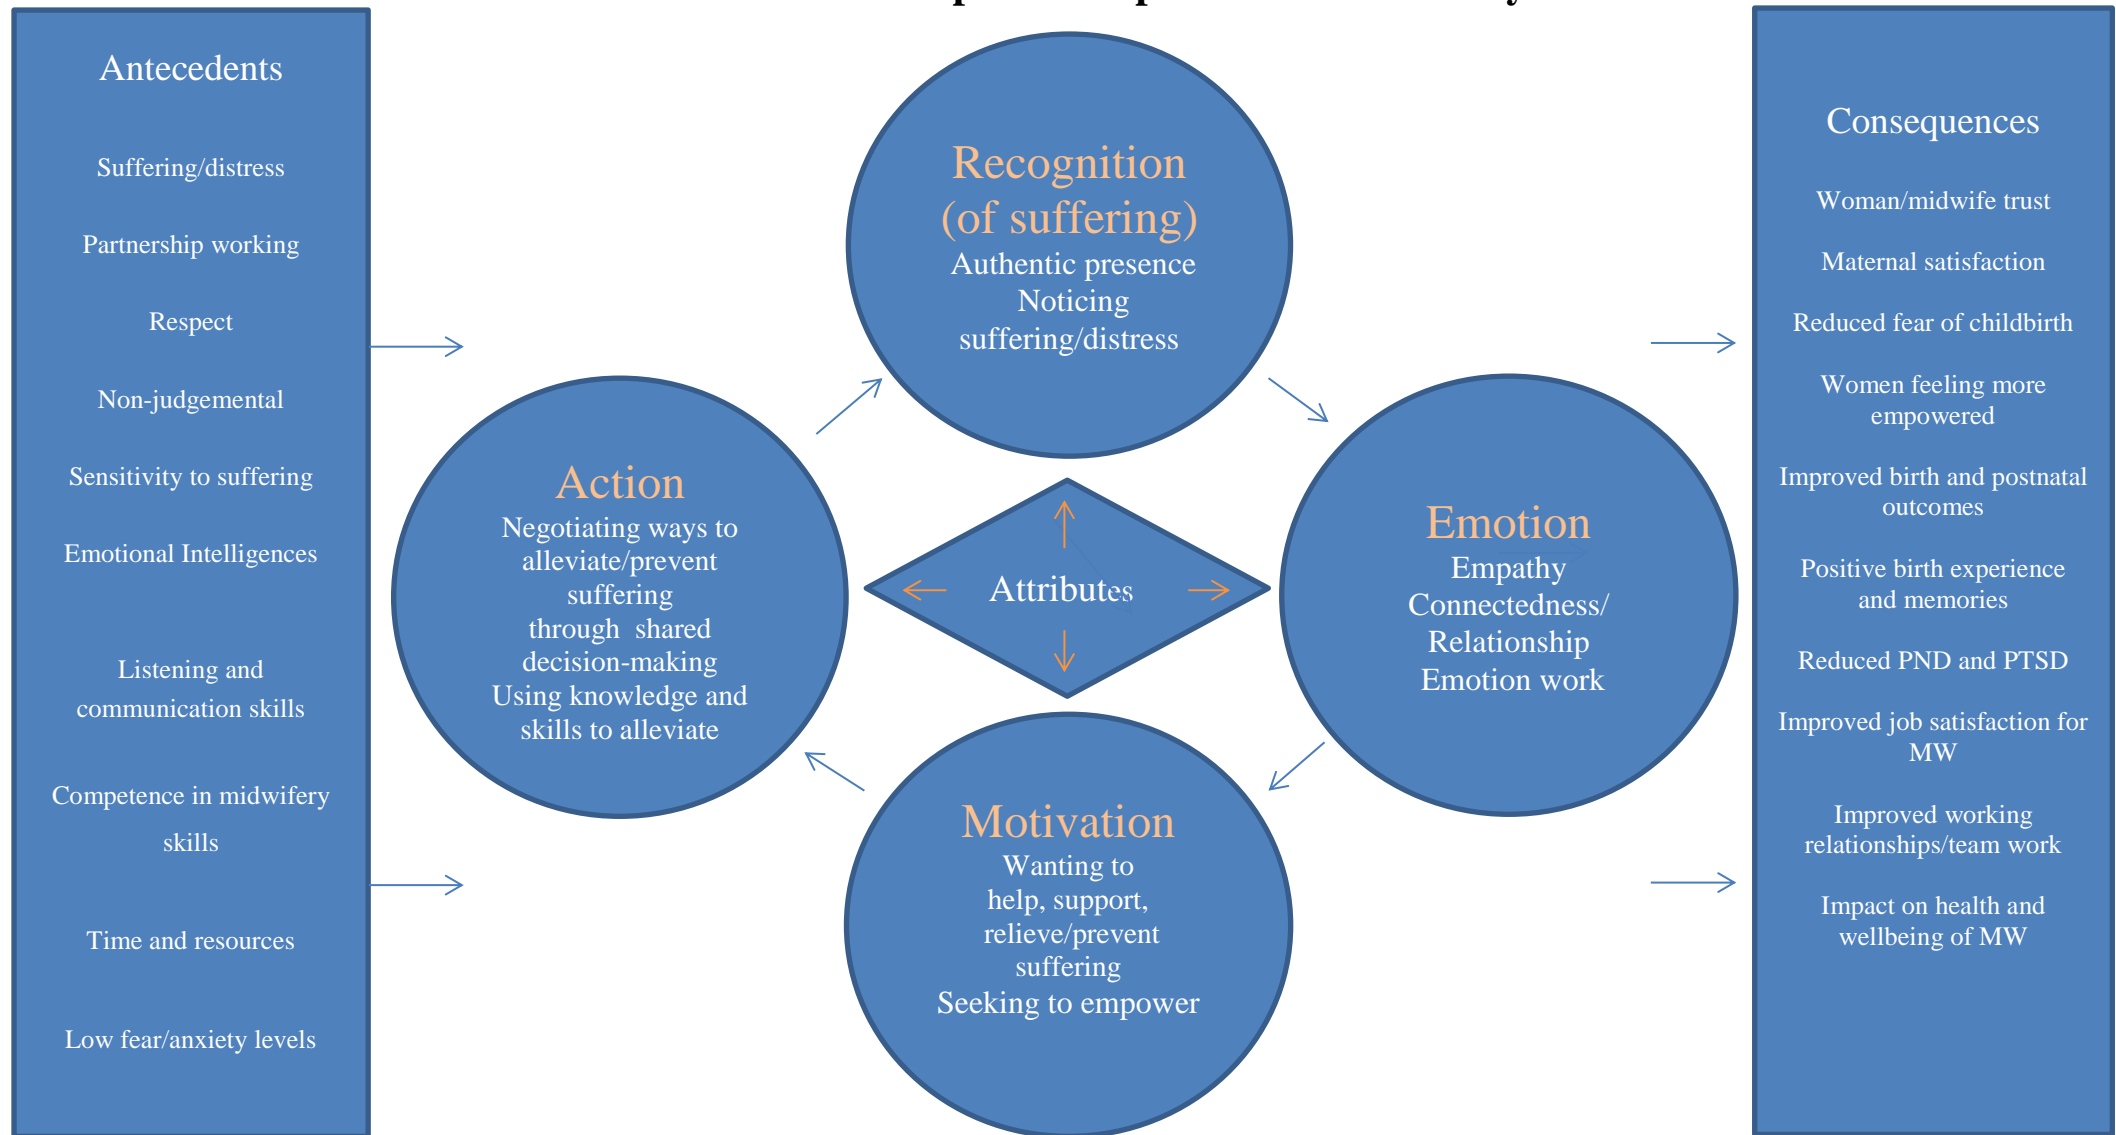 Antecedents
Suffering/distress
Partnership working
Respect
Non-judgemental
Sensitivity to suffering
Emotional Intelligences
Listening and
communication skills
Competence in midwifery
skills
Time and resources
Low fear/anxiety levels
Recognition
(of suffering)
Authentic presence
Noticing
suffering/distress
Action
Negotiating ways to
alleviate/prevent
suffering
through  shared
decision-making
Using knowledge and
skills to alleviate
Attributes
Emotion
Empathy
Connectedness/
Relationship
Emotion work
Motivation
Wanting to
help, support,
relieve/prevent
suffering
Seeking to empower
Consequences
Woman/midwife trust
Maternal satisfaction
Reduced fear of childbirth
Women feeling more
empowered
Improved birth and postnatal
outcomes
Positive birth experience
and memories
Reduced PND and PTSD
Improved job satisfaction for
MW
Improved working
relationships/team work
Impact on health and
wellbeing of MW